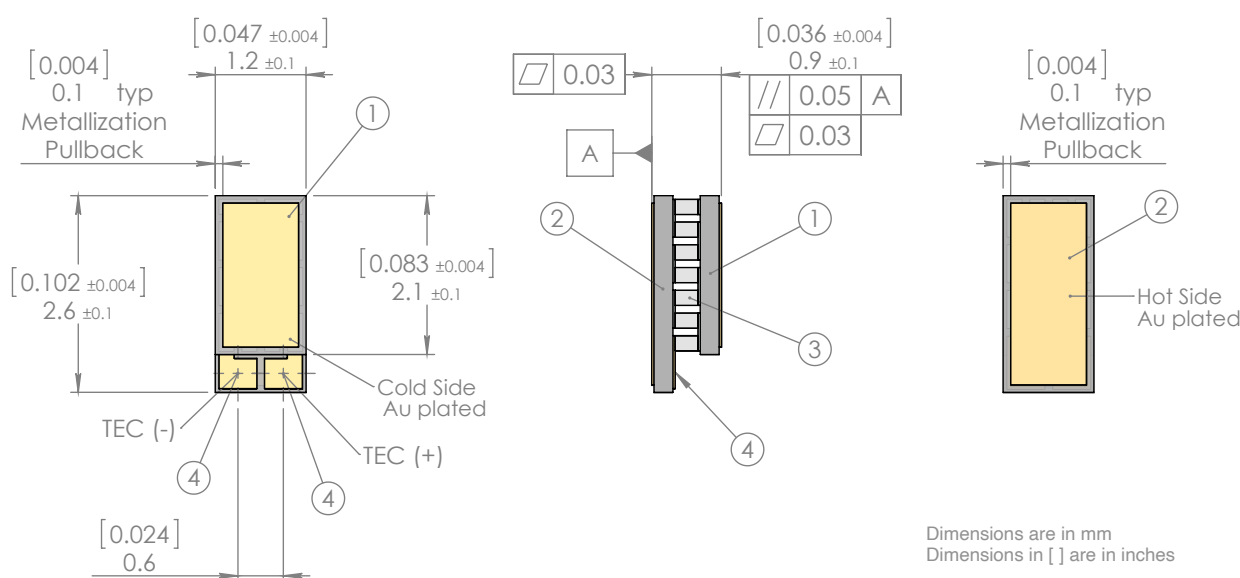 [0.047 ±0.004]
1.2 ±0.1
[0.004]
0.1 typ
Metallization
Pullback
1
[0.102 ±0.004]
2.6 ±0.1
[0.083 ±0.004]
2.1 ±0.1
Cold Side
Au plated
TEC (-)
TEC (+)
4
4
[0.024]
0.6
0.03
[0.036 ±0.004]
0.9 ±0.1
// 0.05 A
0.03
A
2
1
3
4
[0.004]
0.1 typ
Metallization
Pullback
2
Hot Side
Au plated
Dimensions are in mm
Dimensions in [ ] are in inches